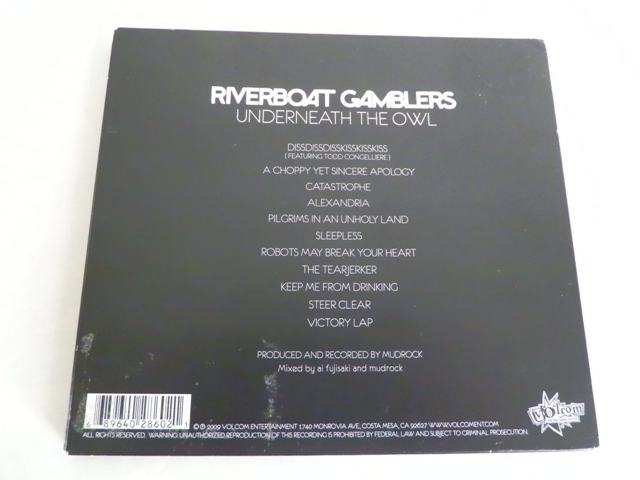 RIVERBOAT GAMBLERS
UNDERNEATH THE OWL
DISSDISSDISSKISSKISSKISS
(FEATURING TODD CONGELLIERE)
A CHOPPY YET SINCERE APOLOGY
CATASTROPHE
ALEXANDRIA
PILGRIMS IN AN UNHOLY LAND
SLEEPLESS
ROBOTS MAY BREAK YOUR HEART
THE TEARJERKER
KEEP ME FROM DRINKING
STEER CLEAR
VICTORY LAP
PRODUCED AND RECORDED BY MUDROCK
Mixed by ai fujisaki and mudrock
6 89640 28602 1
© ℗ 2009 VOLCOM ENTERTAINMENT 1740 MONROVIA AVE, COSTA MESA, CA 92627 WWW.VOLCOMENT.COM
ALL RIGHTS RESERVED. WARNING: UNAUTHORIZED REPRODUCTION OF THIS RECORDING IS PROHIBITED BY FEDERAL LAW AND SUBJECT TO CRIMINAL PROSECUTION.
Volcom